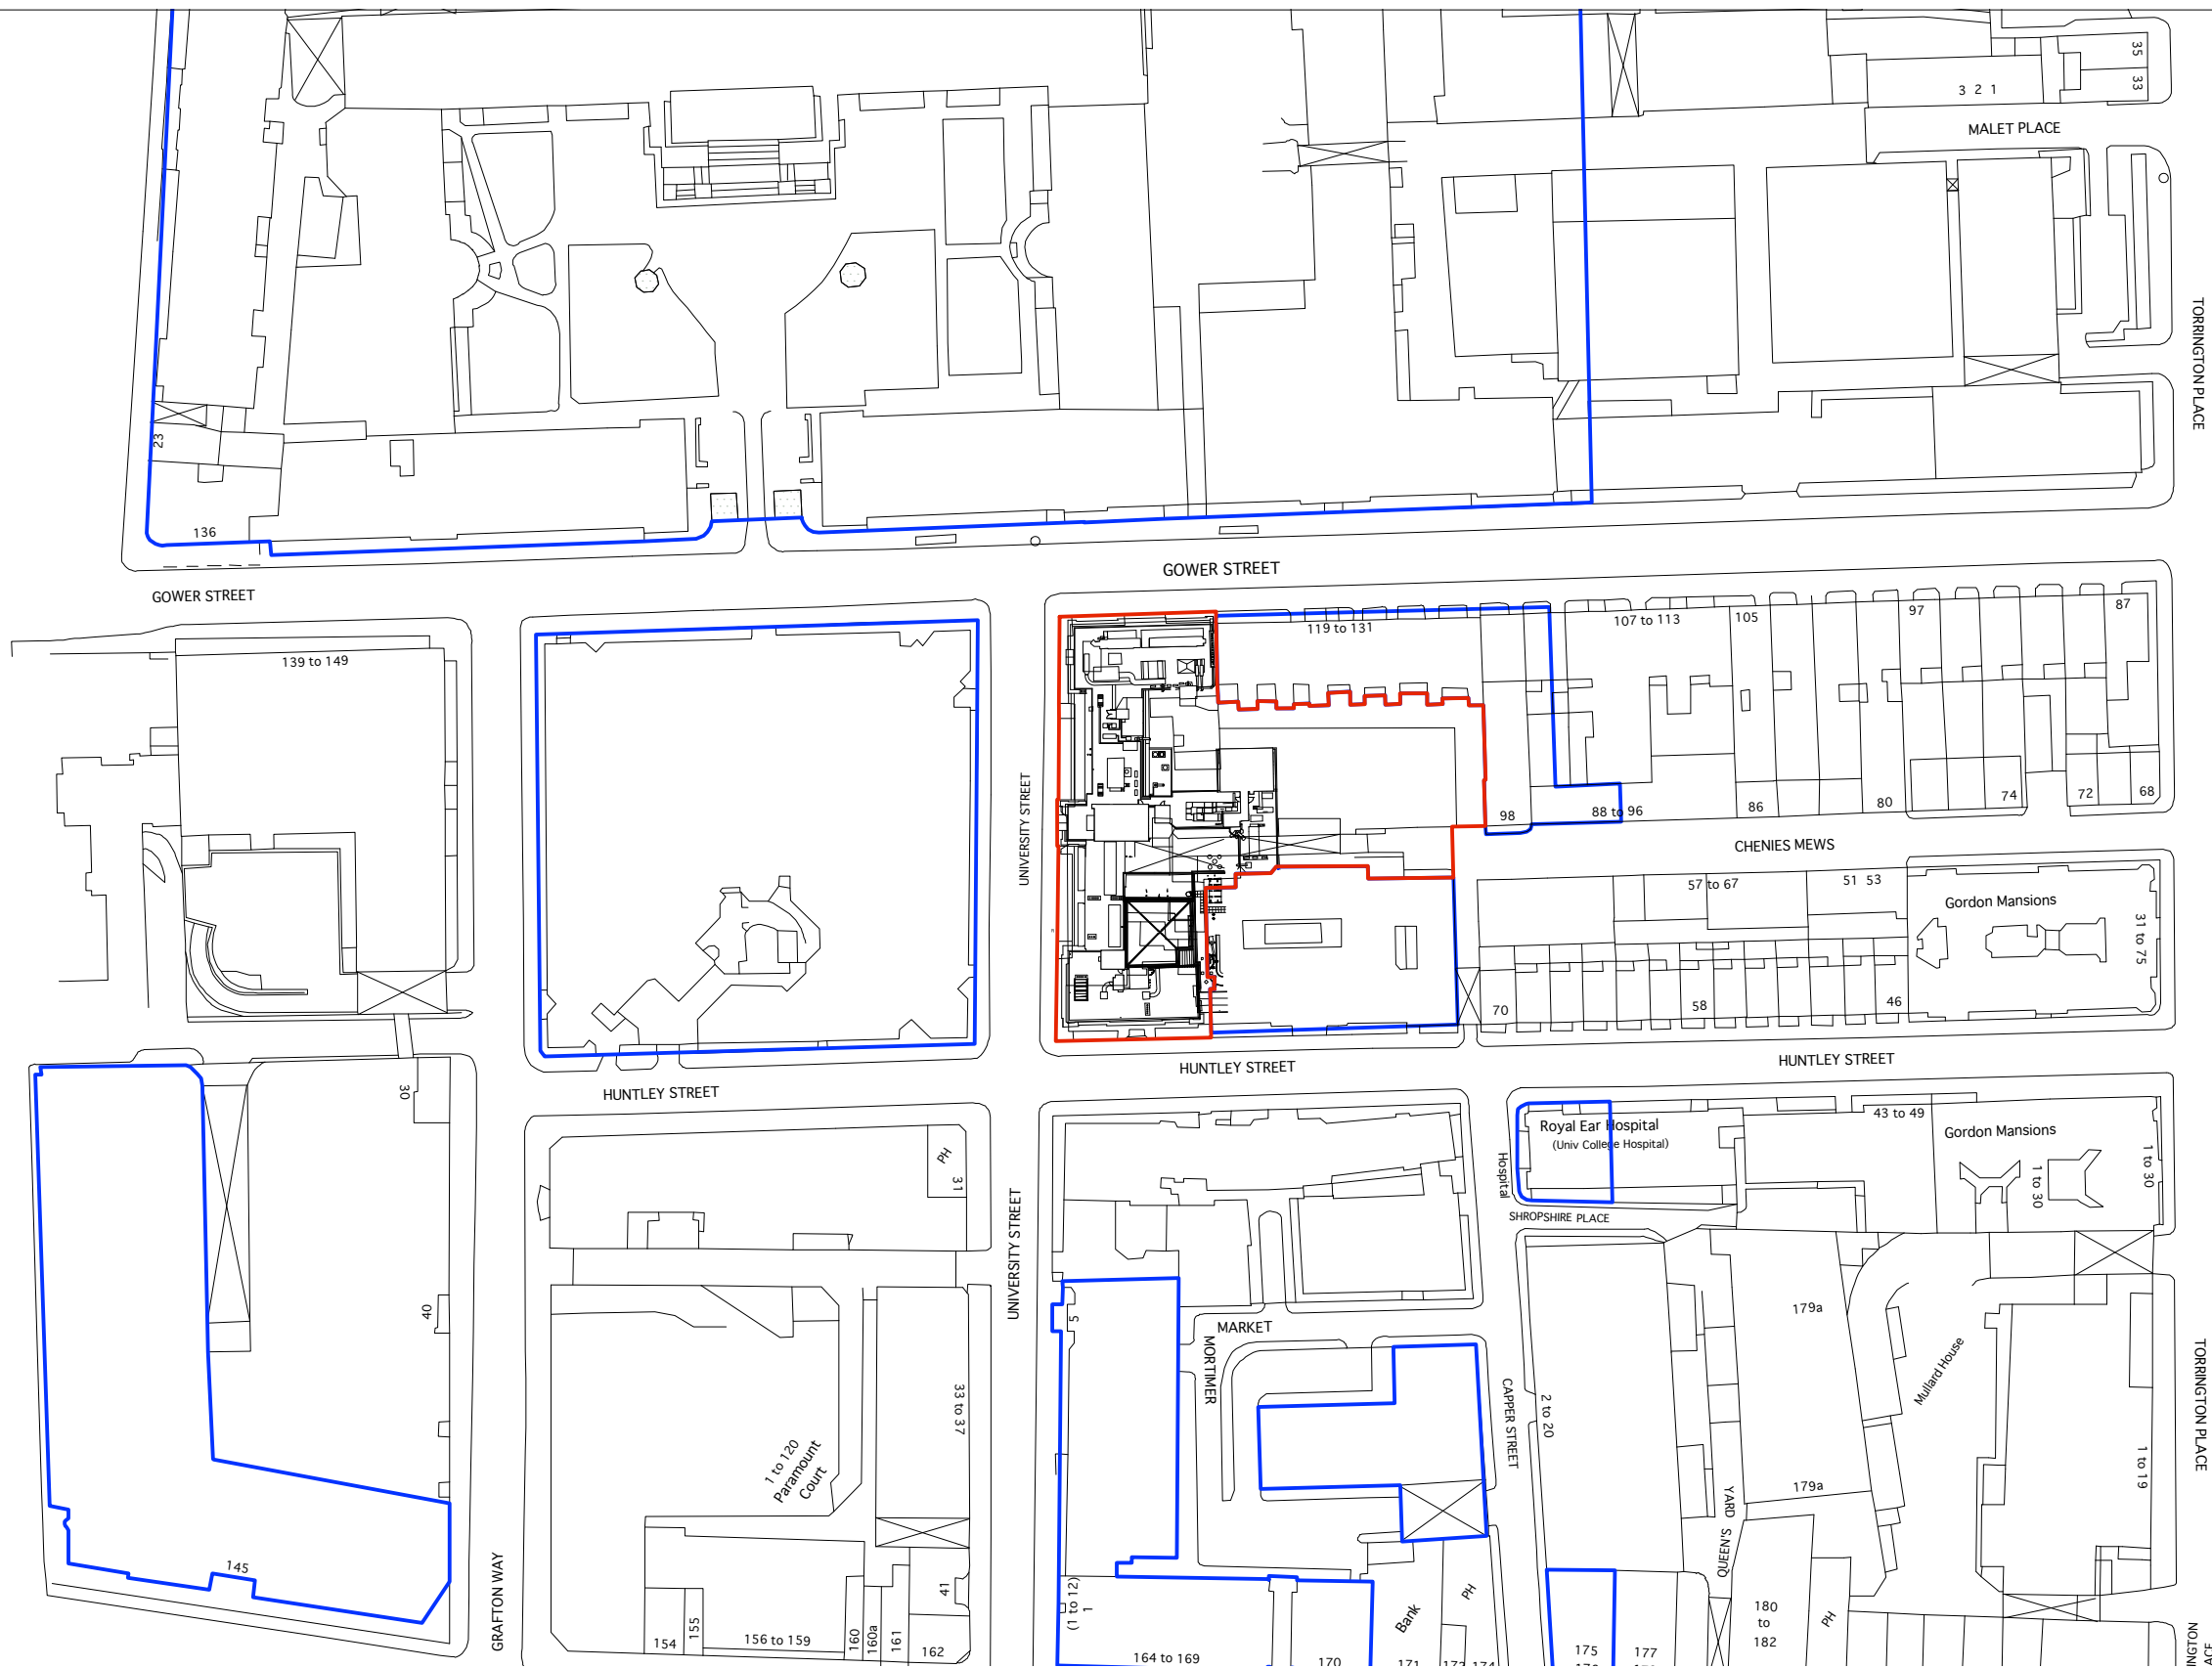 35
33
3 2 1
MALET PLACE
TORRINGTON PLACE
23
136
GOWER STREET
GOWER STREET
139 to 149
119 to 131
107 to 113
105
97
87
UNIVERSITY STREET
98
88 to 96
86
80
74
72
68
CHENIES MEWS
57 to 67
51 53
Gordon Mansions
31 to 75
70
58
46
HUNTLEY STREET
HUNTLEY STREET
HUNTLEY STREET
30
PH
31
Royal Ear Hospital
(Univ College Hospital)
43 to 49
Gordon Mansions
1 to 30
1 to 30
Hospital
SHROPSHIRE PLACE
UNIVERSITY STREET
40
5
MARKET
MORTIMER
179a
Mullard House
33 to 37
CAPPER STREET
2 to 20
TORRINGTON PLACE
1 to 120
Paramount
Court
179a
YARD
QUEEN'S
1 to 19
145
GRAFTON WAY
154
155
156 to 159
160
160a
161
41
162
(1 to 12)
1
164 to 169
170
Bank
171
PH
175
177
180
to
182
PH